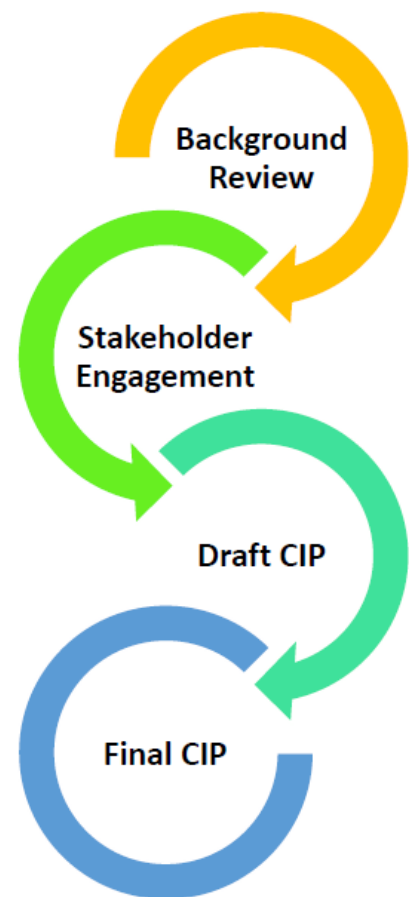 Background
Review
Stakeholder
Engagement
Draft CIP
Final CIP